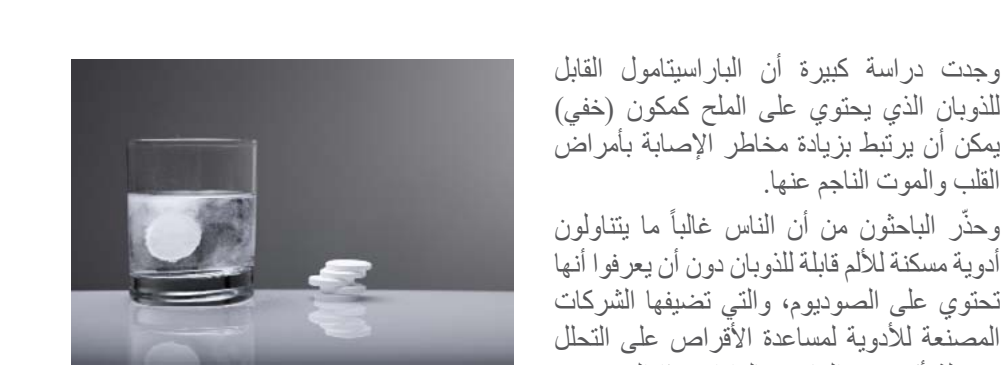 وجدت دراسة كبيرة أن الباراسيتامول القابل
للذوبان الذي يحتوي على الملح كمكون (خفي)
يمكن أن يرتبط بزيادة مخاطر الإصابة بأمراض
القلب والموت الناجم عنها.
وحذّر الباحثون من أن الناس غالباً ما يتناولون
أدوية مسكنة للألم قابلة للذوبان دون أن يعرفوا أنها
تحتوي على الصوديوم، والتي تضيفها الشركات
المصنعة للأدوية لمساعدة الأقراص على التحلل